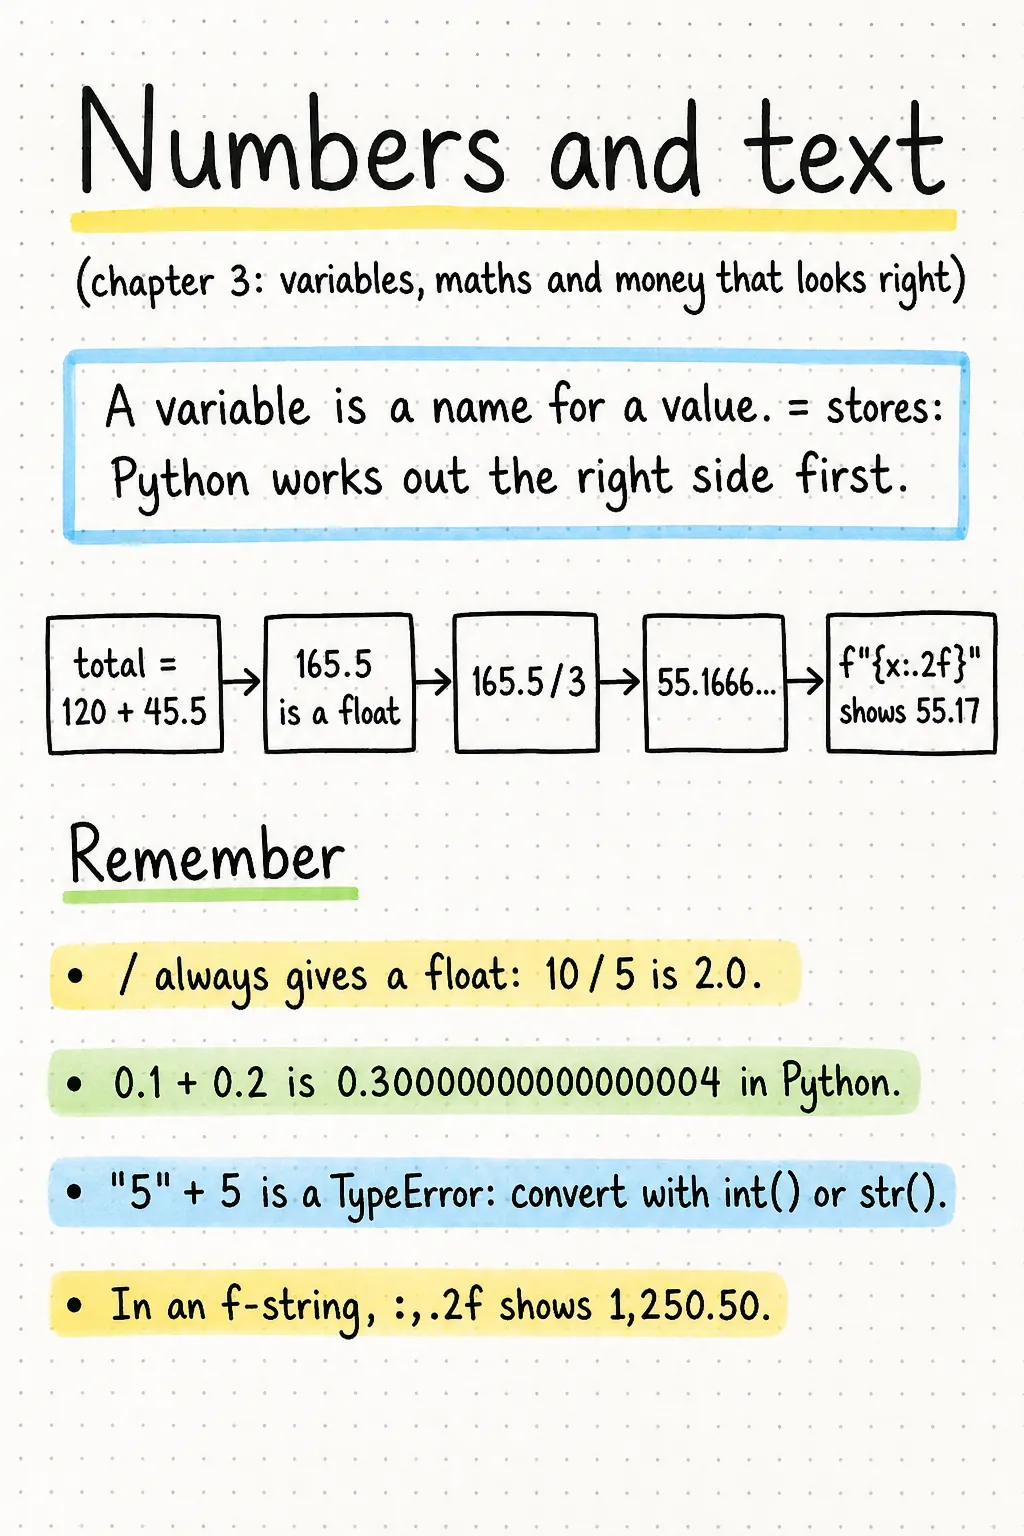 Numbers and text
(chapter 3: variables, maths and money that looks right)
A variable is a name for a value. = stores:
Python works out the right side first.
total =
120 + 45.5
165.5
is a float
165.5/3
55.1666...
f"{x:.2f}"
shows 55.17
Remember
• / always gives a float: 10 / 5 is 2.0.
• 0.1 + 0.2 is 0.30000000000000004 in Python.
• "5" + 5 is a TypeError: convert with int() or str().
• In an f-string, :,.2f shows 1,250.50.